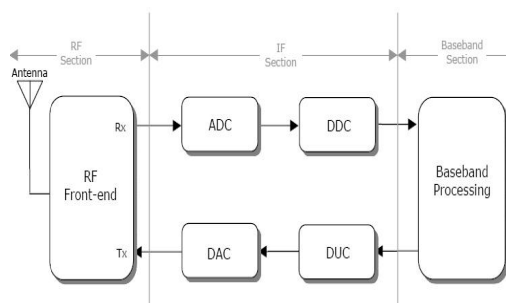 RF
Section
IF
Section
Baseband
Section
Antenna
Rx
ADC
DDC
RF
Front-end
Baseband
Processing
Tx
DAC
DUC